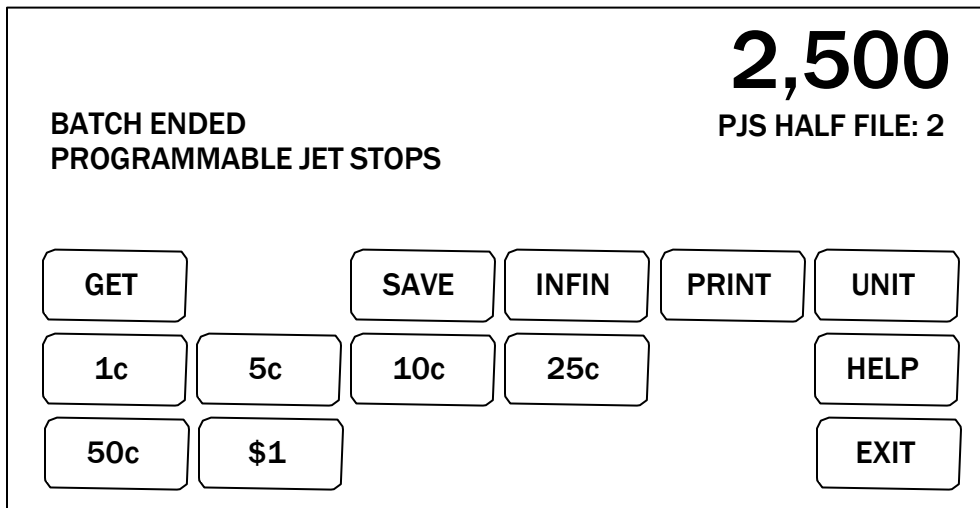 2,500
BATCH ENDED
PJS HALF FILE: 2
PROGRAMMABLE JET STOPS
GET SAVE INFIN PRINT UNIT
1c 5c 10c 25c HELP
50c $1 EXIT